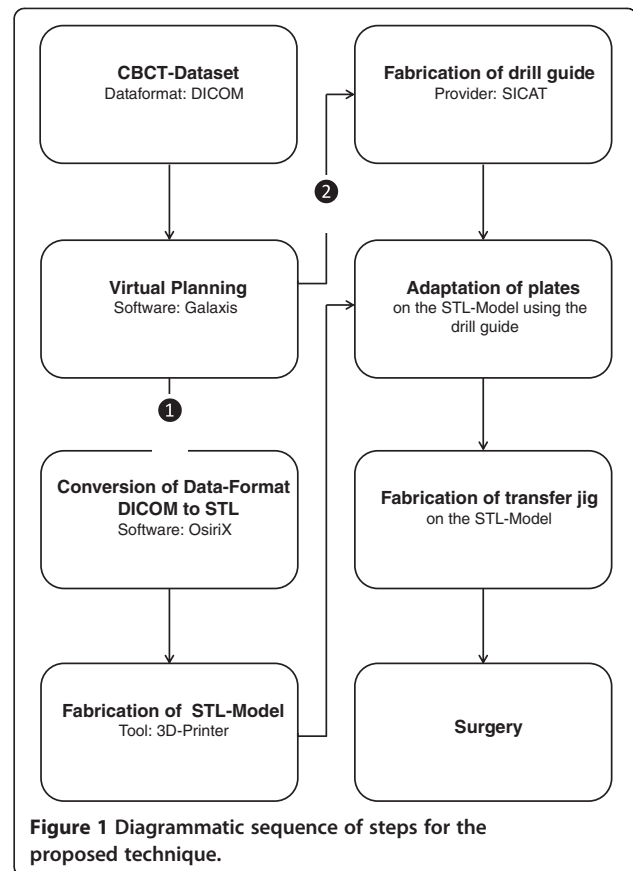 CBCT-Dataset
Dataformat: DICOM
Virtual Planning
Software: Galaxis
1
Conversion of Data-Format
DICOM to STL
Software: OsiriX
Fabrication of STL-Model
Tool: 3D-Printer
2
Fabrication of drill guide
Provider: SICAT
Adaptation of plates
on the STL-Model using the
drill guide
Fabrication of transfer jig
on the STL-Model
Surgery
Figure 1 Diagrammatic sequence of steps for the
proposed technique.